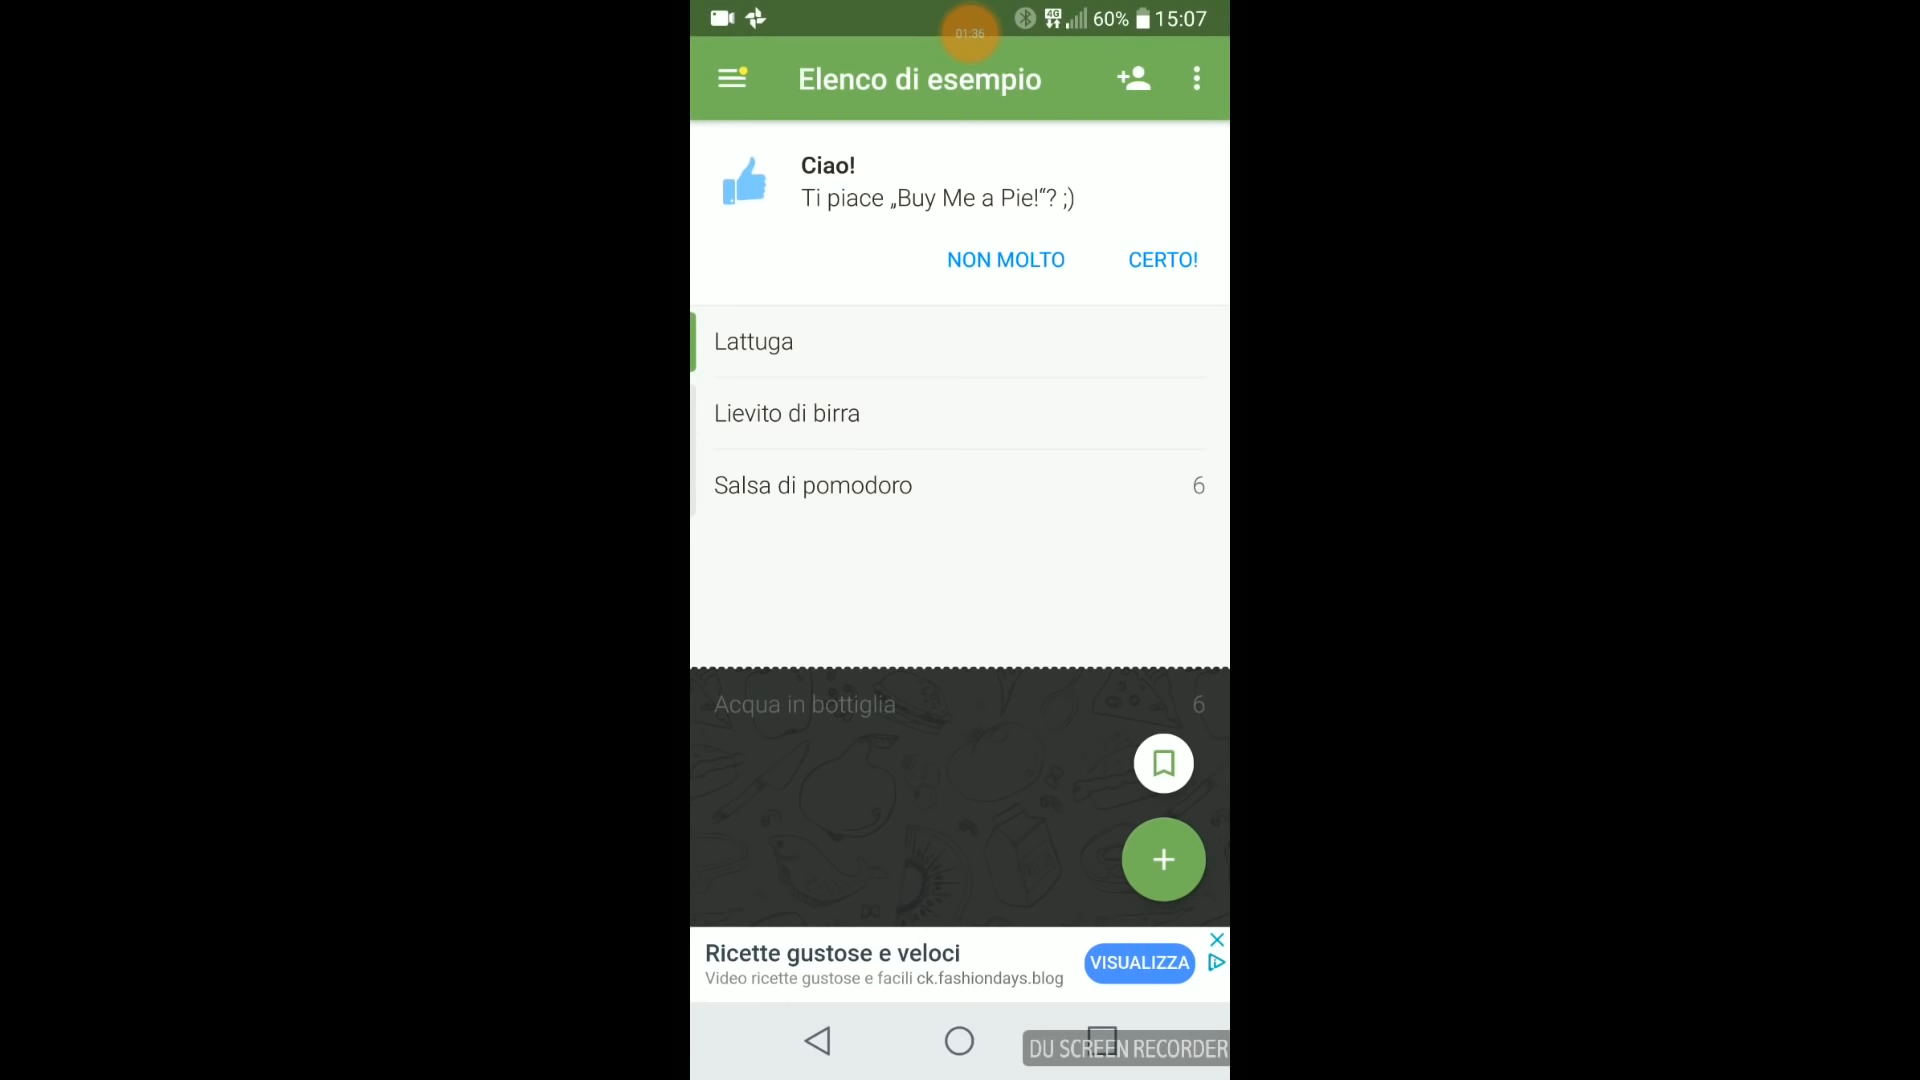 01:36
4G
60%
15:07
Elenco di esempio
Ciao!
Ti piace „Buy Me a Pie!“? ;)
NON MOLTO
CERTO!
Lattuga
Lievito di birra
Salsa di pomodoro 6
Acqua in bottiglia 6
Ricette gustose e veloci
Video ricette gustose e facili ck.fashiondays.blog
VISUALIZZA
DU SCREEN RECORDER